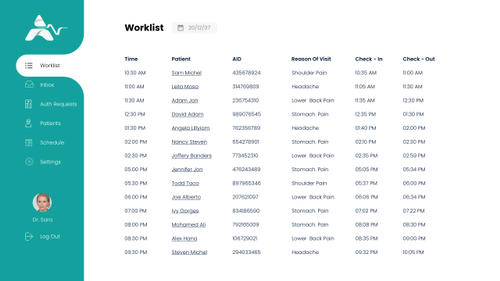 Worklist 20/12/27
Time Patient AID Reason Of Visit Check - In Check - Out
10:30 AM Sam Michel 435678924 Shoulder Pain 10:35 AM 11:00 AM
11:00 AM Leila Mosa 314769809 Headache 11:05 AM 11:30 AM
11:30 AM Adam Jon 236754310 Lower Back Pain 11:35 AM 12:30 PM
12:30 PM David Adam 989076545 Stomach Pain 12:35 PM 01:30 PM
01:30 PM Angela Lillyiam 762356789 Headache 01:40 PM 02:00 PM
02:00 PM Nancy Steven 654278901 Stomach Pain 02:10 PM 02:30 PM
02:30 PM Joffery Banders 773452310 Lower Back Pain 02:35 PM 02:59 PM
05:00 PM Jennifer Jon 476243489 Stomach Pain 05:05 PM 05:34 PM
05:30 PM Todd Taco 897965346 Shoulder Pain 05:37 PM 06:00 PM
06:00 PM Joe Alberto 207621097 Lower Back Pain 06:06 PM 06:34 PM
07:00 PM Ivy Gorges 834186590 Stomach Pain 07:02 PM 07:22 PM
08:00 PM Mohamed Ali 792165009 Stomach Pain 08:08 PM 08:30 PM
08:30 PM Alex Hana 106729021 Lower Back Pain 08:35 PM 09:00 PM
09:30 PM Steven Michel 294033465 Headache 09:32 PM 10:05 PM
Worklist
Inbox
Auth Requests
Patients
Schedule
Settings
Dr. Sara
Log Out